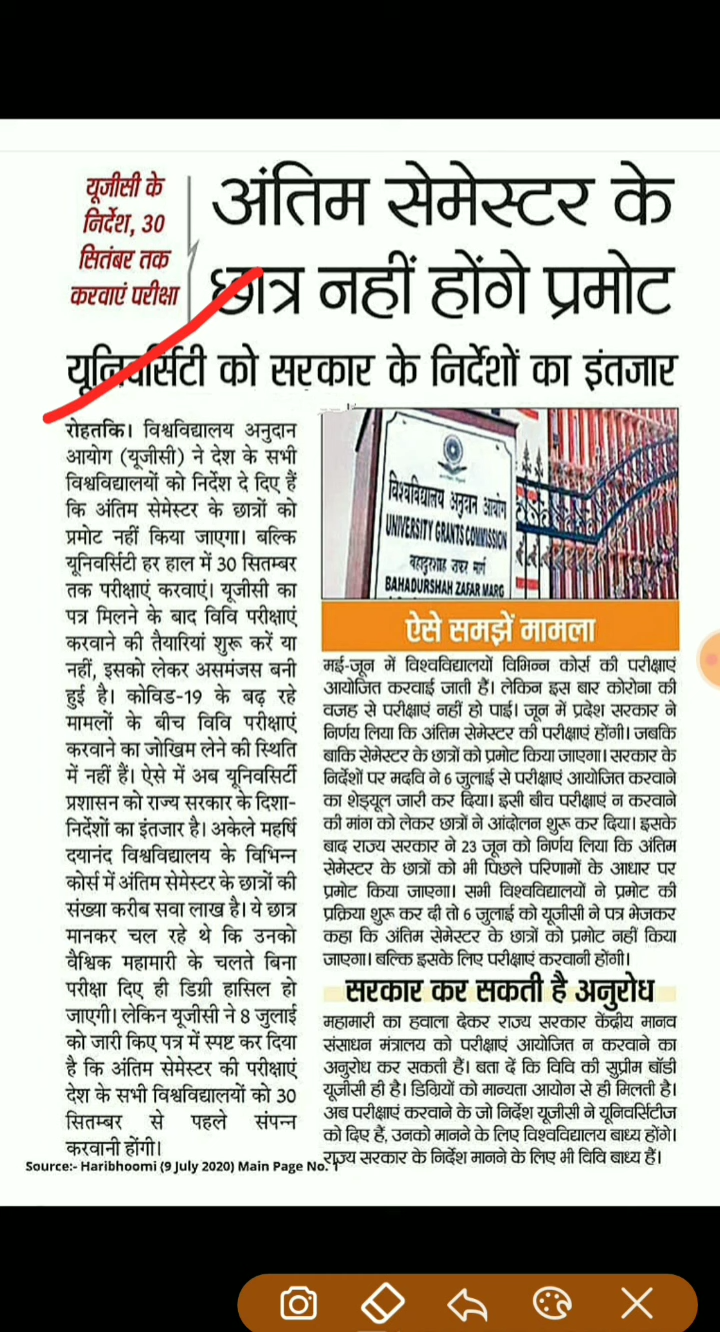 यूजीसी के
निर्देश, 30
सितंबर तक
करवाएं परीक्षा
अंतिम सेमेस्टर के
छात्र नहीं होंगे प्रमोट
यूनिवर्सिटी को सरकार के निर्देशों का इंतजार
रोहतकि। विश्वविद्यालय अनुदान
आयोग (यूजीसी) ने देश के सभी
विश्वविद्यालयों को निर्देश दे दिए हैं
कि अंतिम सेमेस्टर के छात्रों को
प्रमोट नहीं किया जाएगा। बल्कि
यूनिवर्सिटी हर हाल में 30 सितम्बर
तक परीक्षाएं करवाएं। यूजीसी का
पत्र मिलने के बाद विवि परीक्षाएं
करवाने की तैयारियां शुरू करें या
नहीं, इसको लेकर असमंजस बनी
हुई है। कोविड-19 के बढ़ रहे
मामलों के बीच विवि परीक्षाएं
करवाने का जोखिम लेने की स्थिति
में नहीं हैं। ऐसे में अब यूनिवर्सिटी
प्रशासन को राज्य सरकार के दिशा-
निर्देशों का इंतजार है। अकेले महर्षि
दयानंद विश्वविद्यालय के विभिन्न
कोर्स में अंतिम सेमेस्टर के छात्रों की
संख्या करीब सवा लाख है। ये छात्र
मानकर चल रहे थे कि उनको
वैश्विक महामारी के चलते बिना
परीक्षा दिए ही डिग्री हासिल हो
जाएगी। लेकिन यूजीसी ने 8 जुलाई
को जारी किए पत्र में स्पष्ट कर दिया
है कि अंतिम सेमेस्टर की परीक्षाएं
देश के सभी विश्वविद्यालयों को 30
सितम्बर से पहले संपन्न
करवानी होंगी।
विश्वविद्यालय अनुदान आयोग
UNIVERSITY GRANTS COMMISSION
बहादुरशाह जफर मार्ग
BAHADURSHAH ZAFAR MARG
ऐसे समझें मामला
मई-जून में विश्वविद्यालयों विभिन्न कोर्स की परीक्षाएं
आयोजित करवाई जाती हैं। लेकिन इस बार कोरोना की
वजह से परीक्षाएं नहीं हो पाई। जून में प्रदेश सरकार ने
निर्णय लिया कि अंतिम सेमेस्टर की परीक्षाएं होंगी। जबकि
बाकि सेमेस्टर के छात्रों को प्रमोट किया जाएगा। सरकार के
निर्देशों पर मदवि ने 6 जुलाई से परीक्षाएं आयोजित करवाने
का शेड्यूल जारी कर दिया। इसी बीच परीक्षाएं न करवाने
की मांग को लेकर छात्रों ने आंदोलन शुरू कर दिया। इसके
बाद राज्य सरकार ने 23 जून को निर्णय लिया कि अंतिम
सेमेस्टर के छात्रों को भी पिछले परिणामों के आधार पर
प्रमोट किया जाएगा। सभी विश्वविद्यालयों ने प्रमोट की
प्रक्रिया शुरू कर दी तो 6 जुलाई को यूजीसी ने पत्र भेजकर
कहा कि अंतिम सेमेस्टर के छात्रों को प्रमोट नहीं किया
जाएगा। बल्कि इसके लिए परीक्षाएं करवानी होंगी।
सरकार कर सकती है अनुरोध
महामारी का हवाला देकर राज्य सरकार केंद्रीय मानव
संसाधन मंत्रालय को परीक्षाएं आयोजित न करवाने का
अनुरोध कर सकती हैं। बता दें कि विवि की सुप्रीम बॉडी
यूजीसी ही है। डिग्रियों को मान्यता आयोग से ही मिलती है।
अब परीक्षाएं करवाने के जो निर्देश यूजीसी ने यूनिवर्सिटीज
को दिए हैं, उनको मानने के लिए विश्वविद्यालय बाध्य होंगे।
राज्य सरकार के निर्देश मानने के लिए भी विवि बाध्य हैं।
Source:- Haribhoomi (9 July 2020) Main Page No. 1